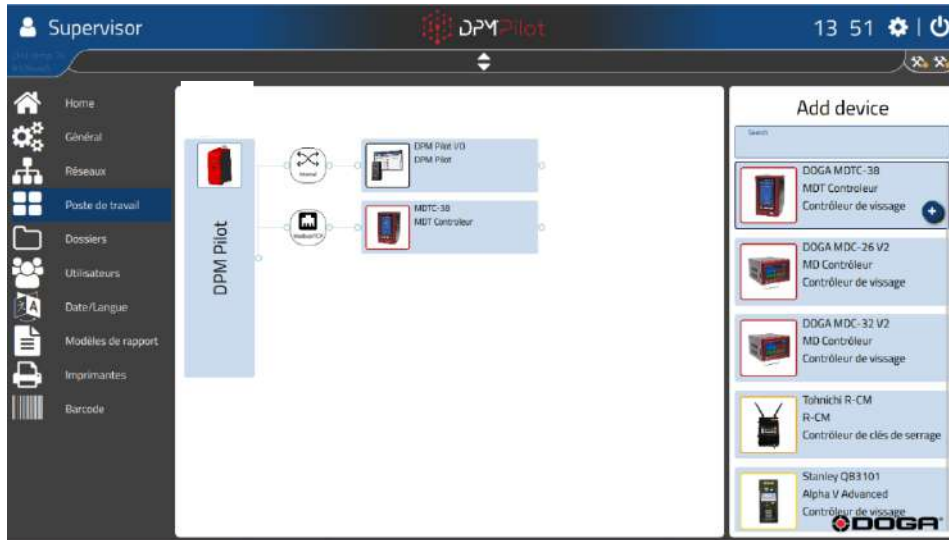 Supervisor
DPMPilot
13 51
Home
Général
Réseaux
Poste de travail
Dossiers
Utilisateurs
Date/Langue
Modèles de rapport
Imprimantes
Barcode
DPM Pilot
Internal
DPM Pilot I/O
DPM Pilot
MDTC-38
MDT Controleur
Add device
Search
DOGA MDTC-38
MDT Controleur
Contrôleur de vissage
DOGA MDC-26 V2
MD Contrôleur
Contrôleur de vissage
DOGA MDC-32 V2
MD Contrôleur
Contrôleur de vissage
Tohnichi R-CM
R-CM
Contrôleur de clés de serrage
Stanley QB3101
Alpha V Advanced
Contrôleur de vissage
DOGA